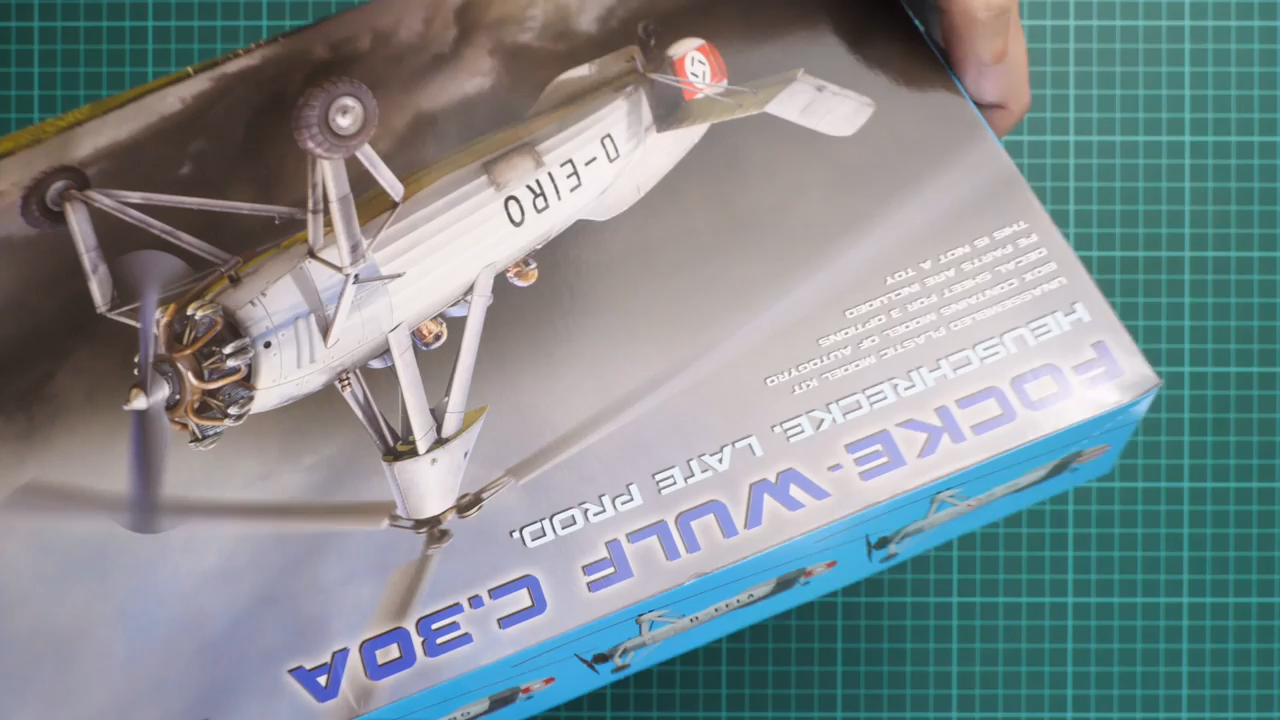 FOCKE-WULF C.30A
HEUSCHRECKE. LATE PROD.
UNASSEMBLED PLASTIC MODEL KIT
BOX CONTAINS MODEL OF AUTOGYRO
DECAL SHEET FOR 3 OPTIONS
PE PARTS ARE INCLUDED
THIS IS NOT A TOY
D-EIRO